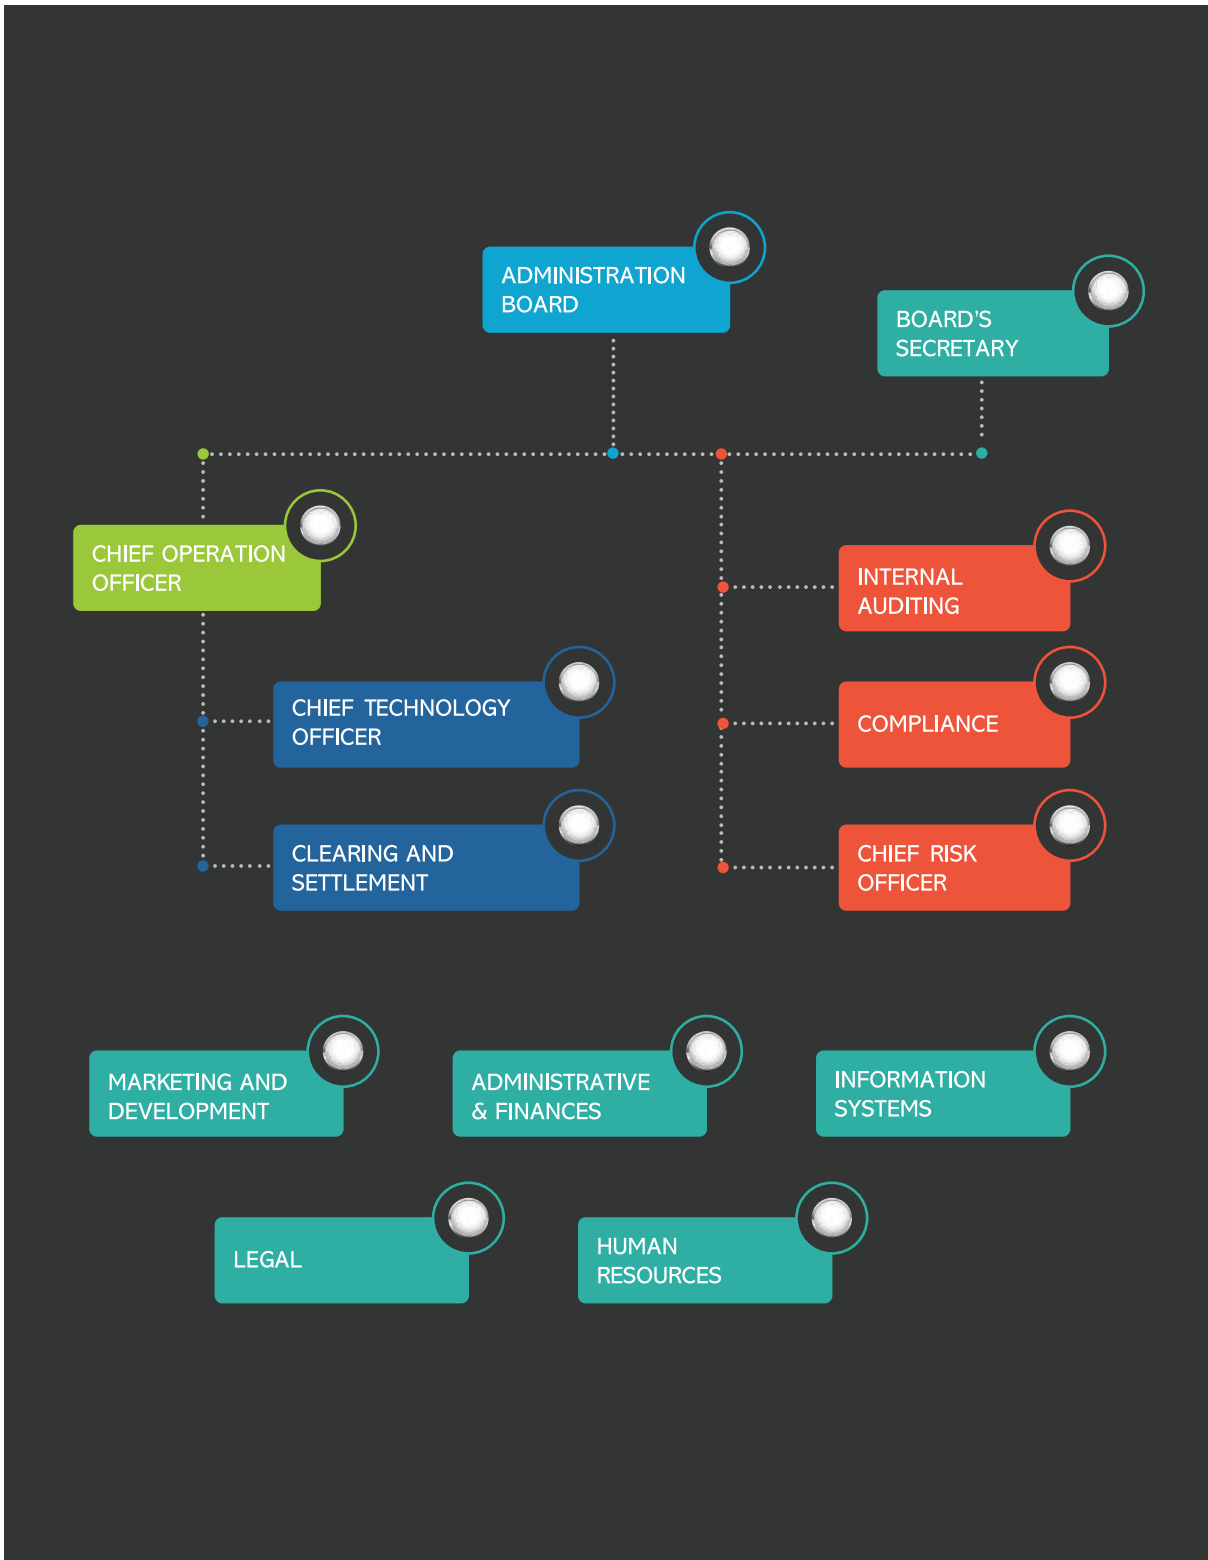 ADMINISTRATION
BOARD
BOARD'S
SECRETARY
CHIEF OPERATION
OFFICER
INTERNAL
AUDITING
CHIEF TECHNOLOGY
OFFICER
COMPLIANCE
CLEARING AND
SETTLEMENT
CHIEF RISK
OFFICER
MARKETING AND
DEVELOPMENT
ADMINISTRATIVE
& FINANCES
INFORMATION
SYSTEMS
LEGAL
HUMAN
RESOURCES